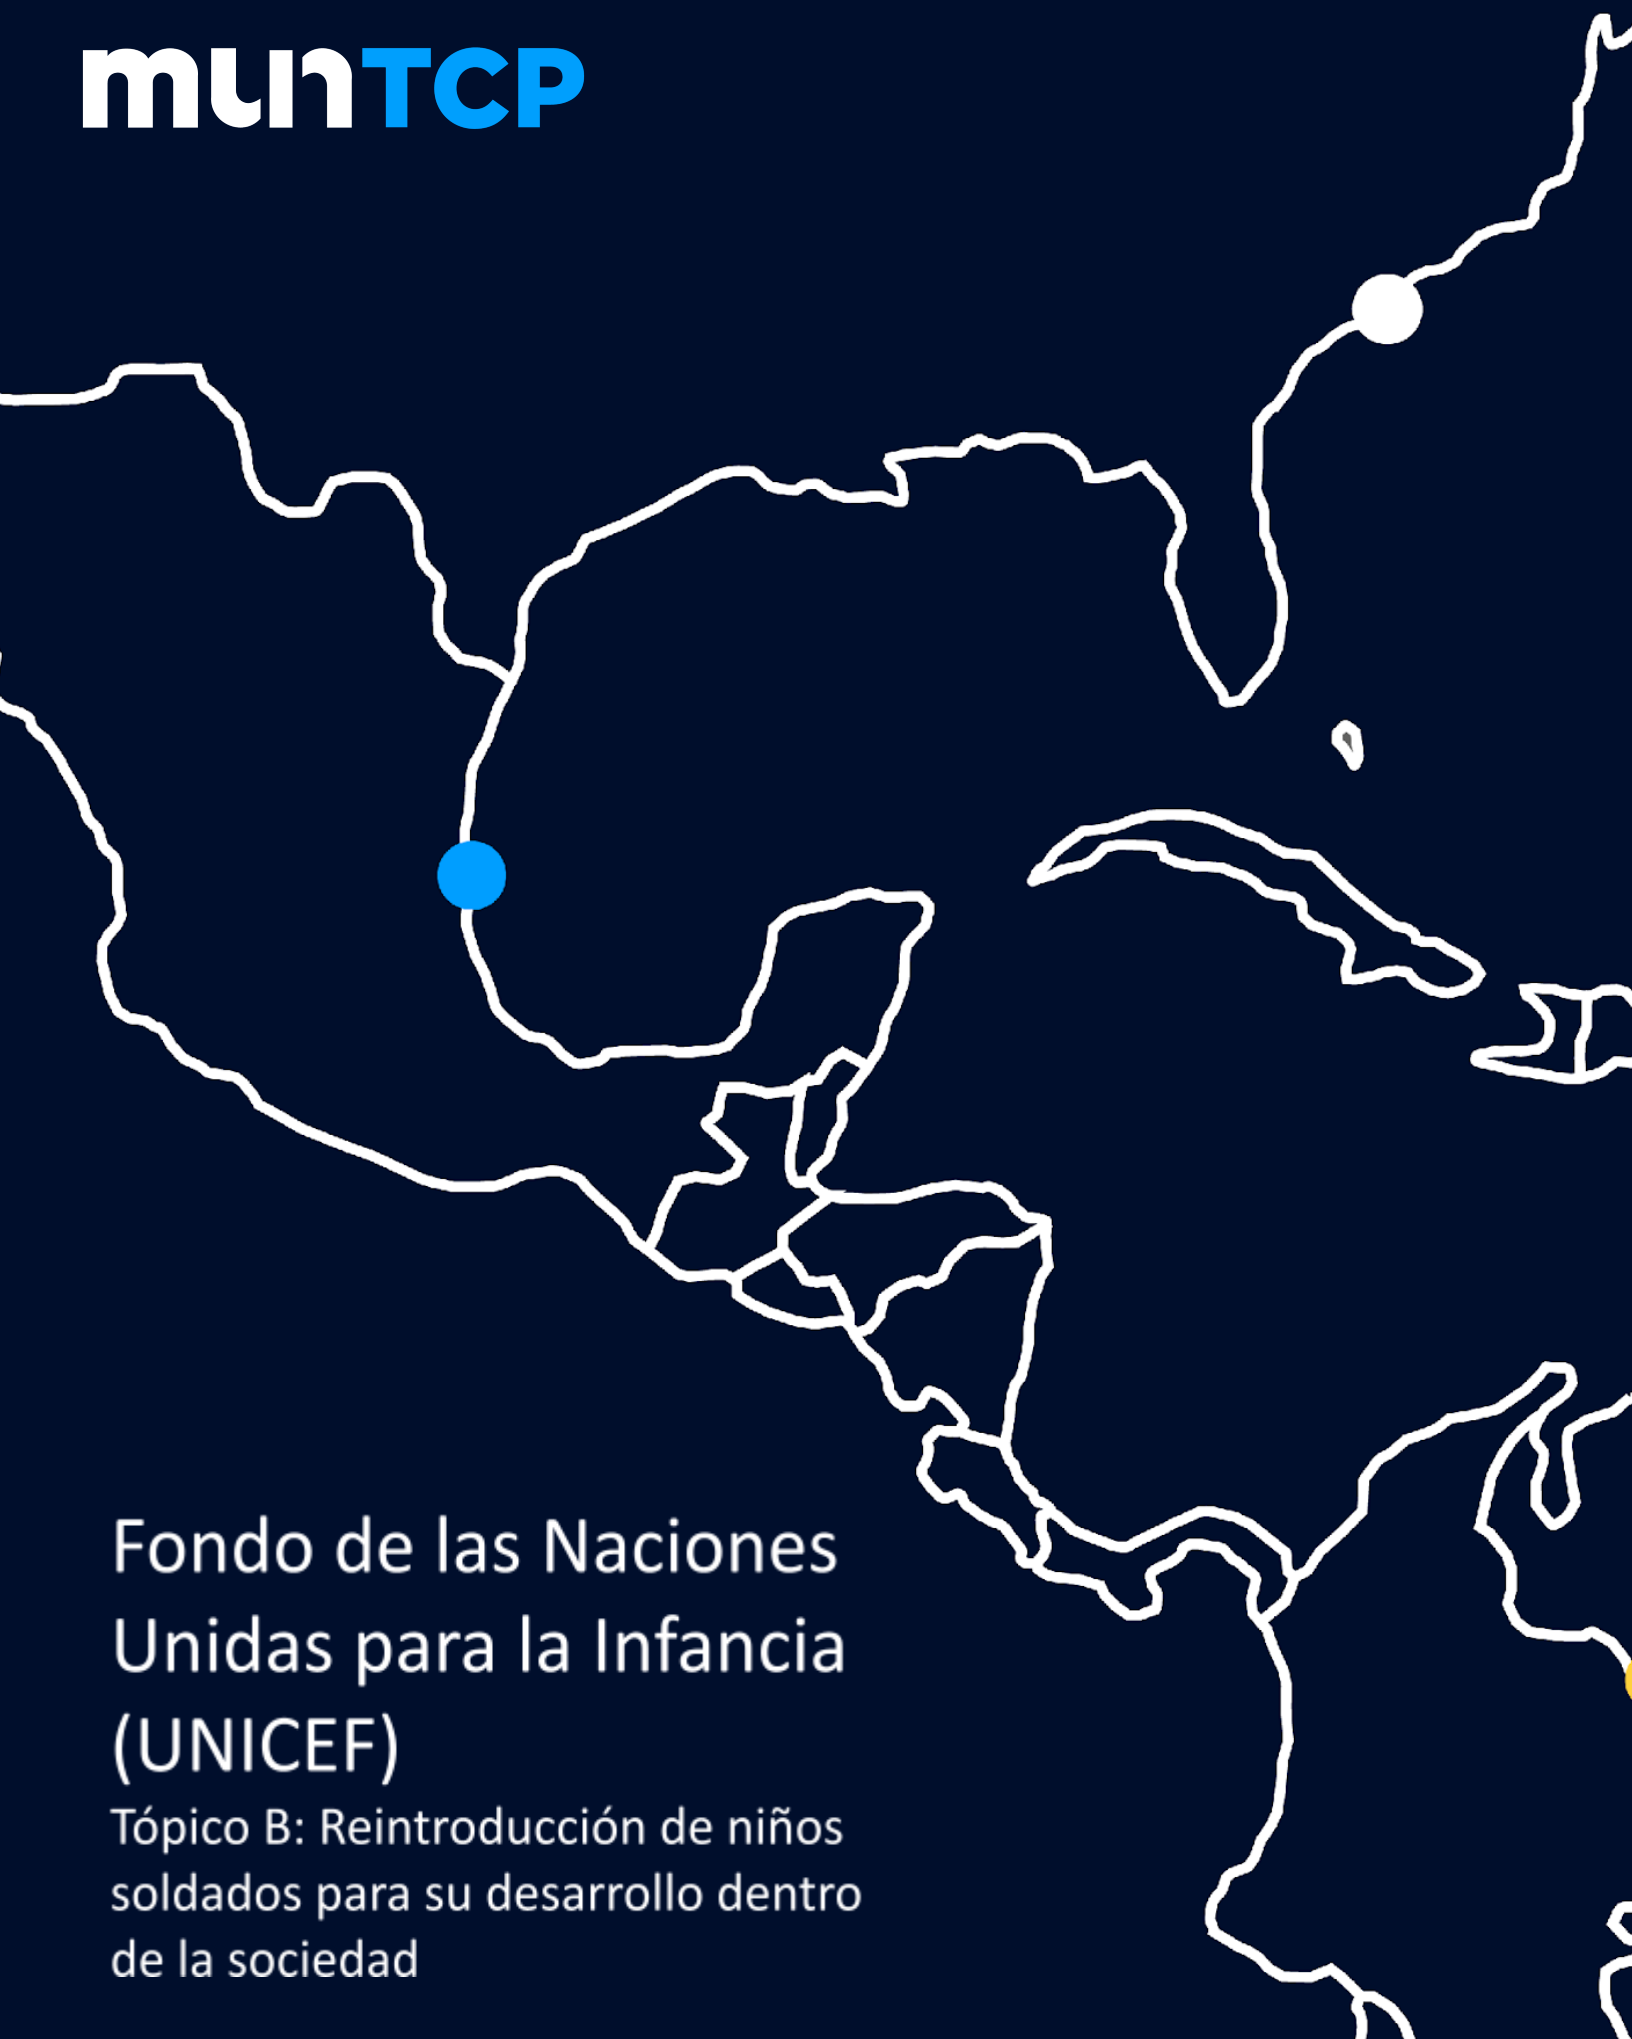 munTCP
Fondo de las Naciones
Unidas para la Infancia
(UNICEF)
Tópico B: Reintroducción de niños
soldados para su desarrollo dentro
de la sociedad